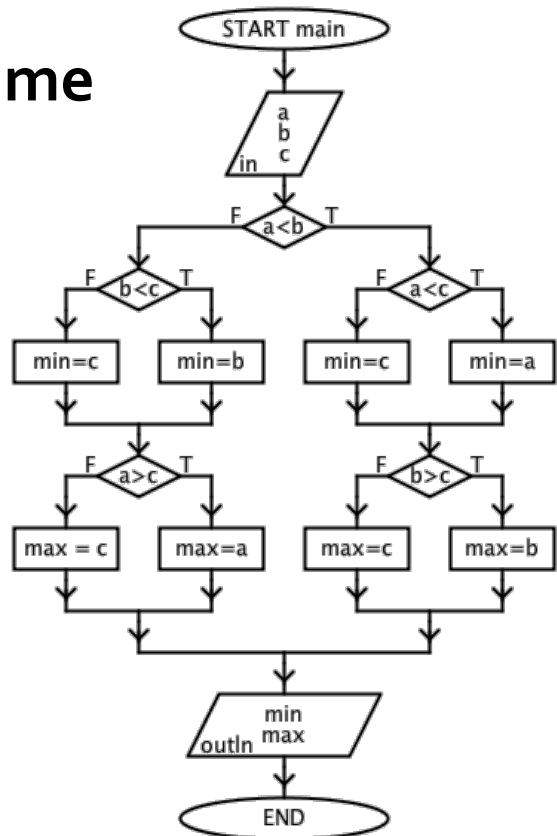 START main
me
a
b
c
in
F a<b T
F b<c T F a<c T
min=c min=b min=c min=a
F a>c T F b>c T
max = c max=a max=c max=b
min
max
outln
END